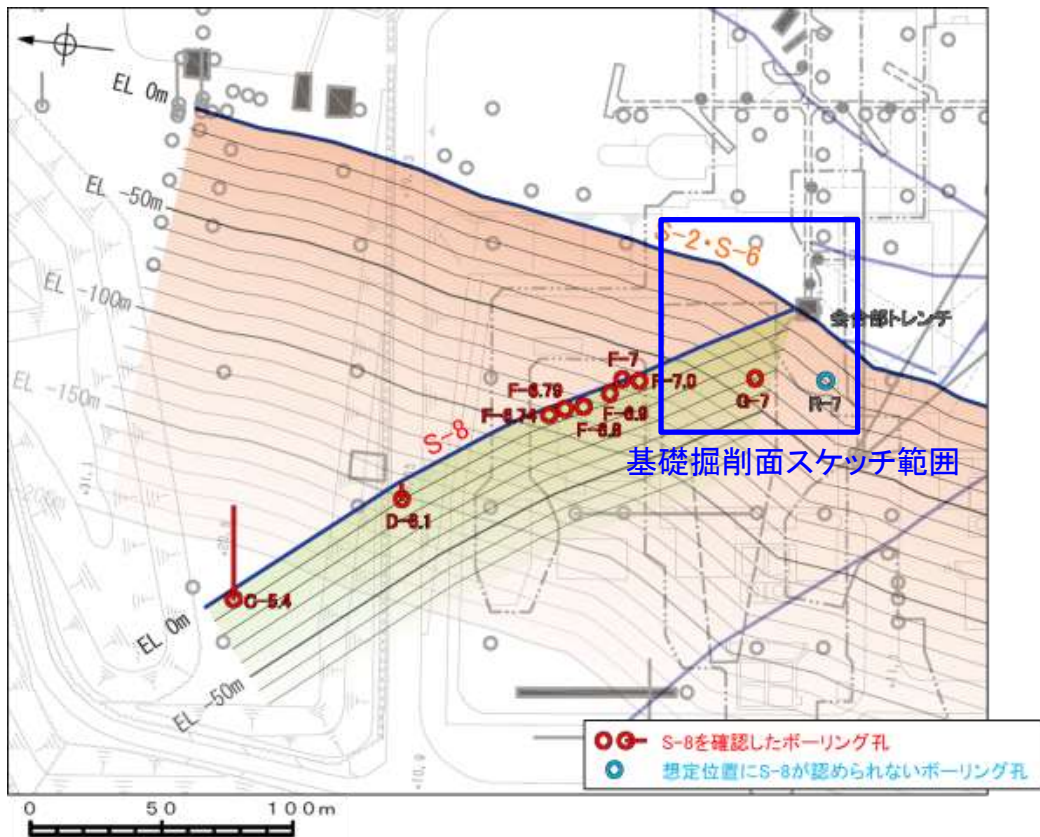 EL 0m
EL -50m
EL -100m
EL -150m
S-2・S-6
会合部トレンチ
F-7
F-7.0
F-6.79
F-6.74
F-6.9
F-6.8
G-7
R-7
基礎掘削面スケッチ範囲
S-8
D-6.1
C-5.4
EL 0m
EL -50m
S-8を確認したボーリング孔
想定位置にS-8が認められないボーリング孔
0 50 100m